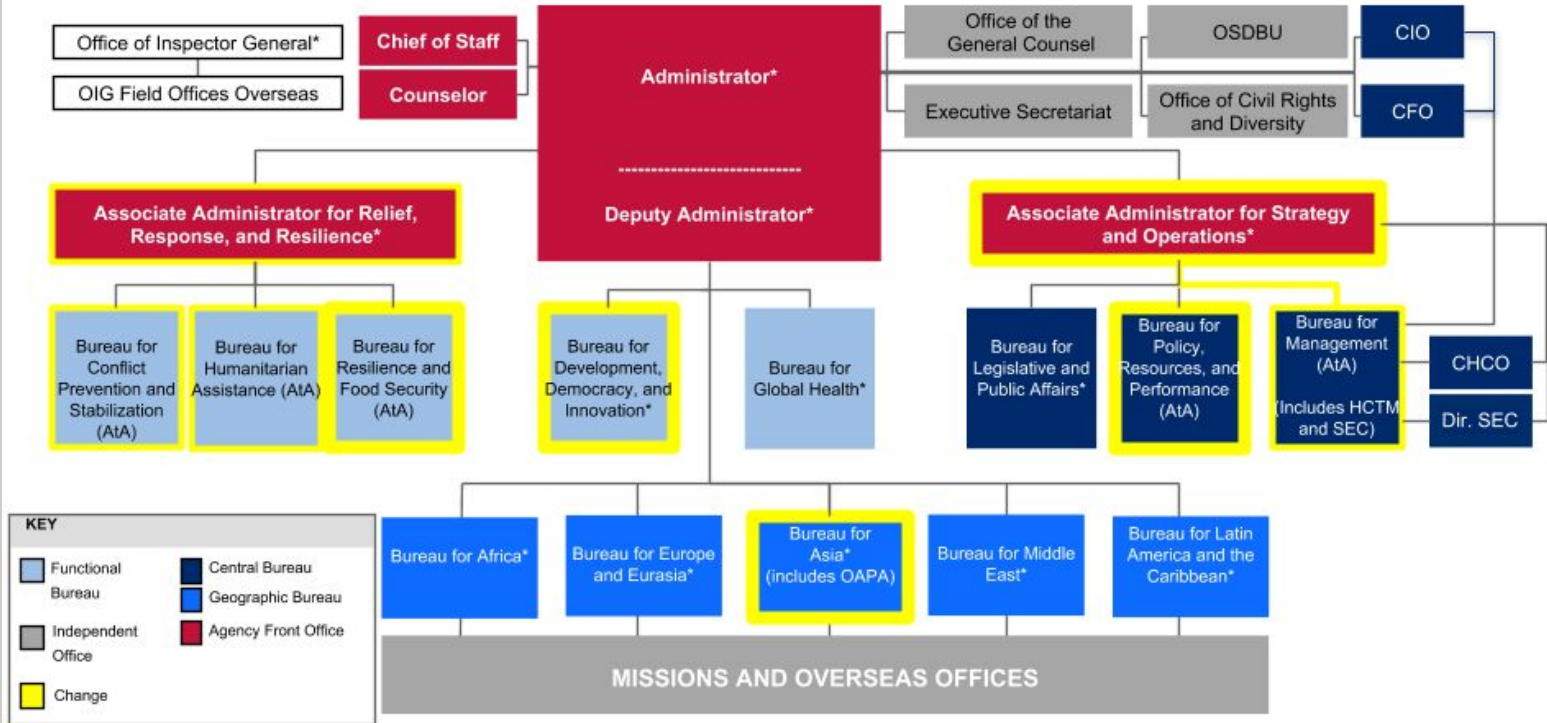 Office of Inspector General*
OIG Field Offices Overseas
Chief of Staff
Counselor
Administrator*
-----------------------------
Deputy Administrator*
Office of the
General Counsel
Executive Secretariat
OSDBU
Office of Civil Rights
and Diversity
CIO
CFO
Associate Administrator for Relief,
Response, and Resilience*
Associate Administrator for Strategy
and Operations*
Bureau for
Conflict
Prevention and
Stabilization
(AtA)
Bureau for
Humanitarian
Assistance (AtA)
Bureau for
Resilience and
Food Security
(AtA)
Bureau for
Development,
Democracy, and
Innovation*
Bureau for
Global Health*
Bureau for
Legislative and
Public Affairs*
Bureau for
Policy,
Resources, and
Performance
(AtA)
Bureau for
Management
(AtA)
(Includes HCTM
and SEC)
CHCO
Dir. SEC
Bureau for Africa*
Bureau for Europe
and Eurasia*
Bureau for
Asia*
(includes OAPA)
Bureau for Middle
East*
Bureau for Latin
America and the
Caribbean*
MISSIONS AND OVERSEAS OFFICES
KEY
Functional
Bureau
Independent
Office
Change
Central Bureau
Geographic Bureau
Agency Front Office